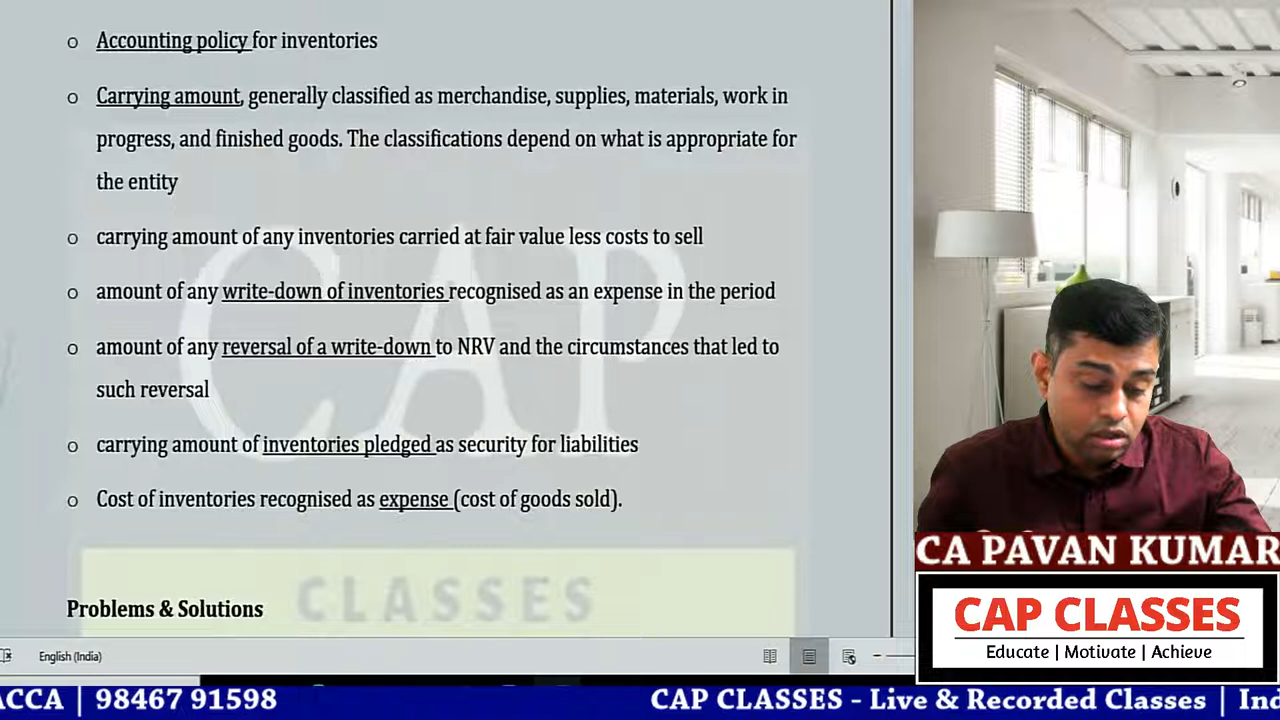 o Accounting policy for inventories
o Carrying amount, generally classified as merchandise, supplies, materials, work in
progress, and finished goods. The classifications depend on what is appropriate for
the entity
o carrying amount of any inventories carried at fair value less costs to sell
o amount of any write-down of inventories recognised as an expense in the period
o amount of any reversal of a write-down to NRV and the circumstances that led to
such reversal
o carrying amount of inventories pledged as security for liabilities
o Cost of inventories recognised as expense (cost of goods sold).
CAP
CLASSES
Problems & Solutions
English (India)
CA PAVAN KUMAR
CAP CLASSES
Educate | Motivate | Achieve
ACCA | 98467 91598
CAP CLASSES - Live & Recorded Classes | Ind